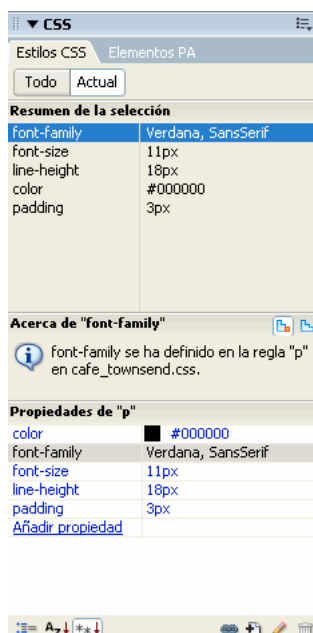 CSS
Estilos CSS Elementos PA
Todo Actual
Resumen de la selección
font-family Verdana, SansSerif
font-size 11px
line-height 18px
color #000000
padding 3px
Acerca de "font-family"
font-family se ha definido en la regla "p"
en cafe_townsend.css.
Propiedades de "p"
color #000000
font-family Verdana, SansSerif
font-size 11px
line-height 18px
padding 3px
Añadir propiedad